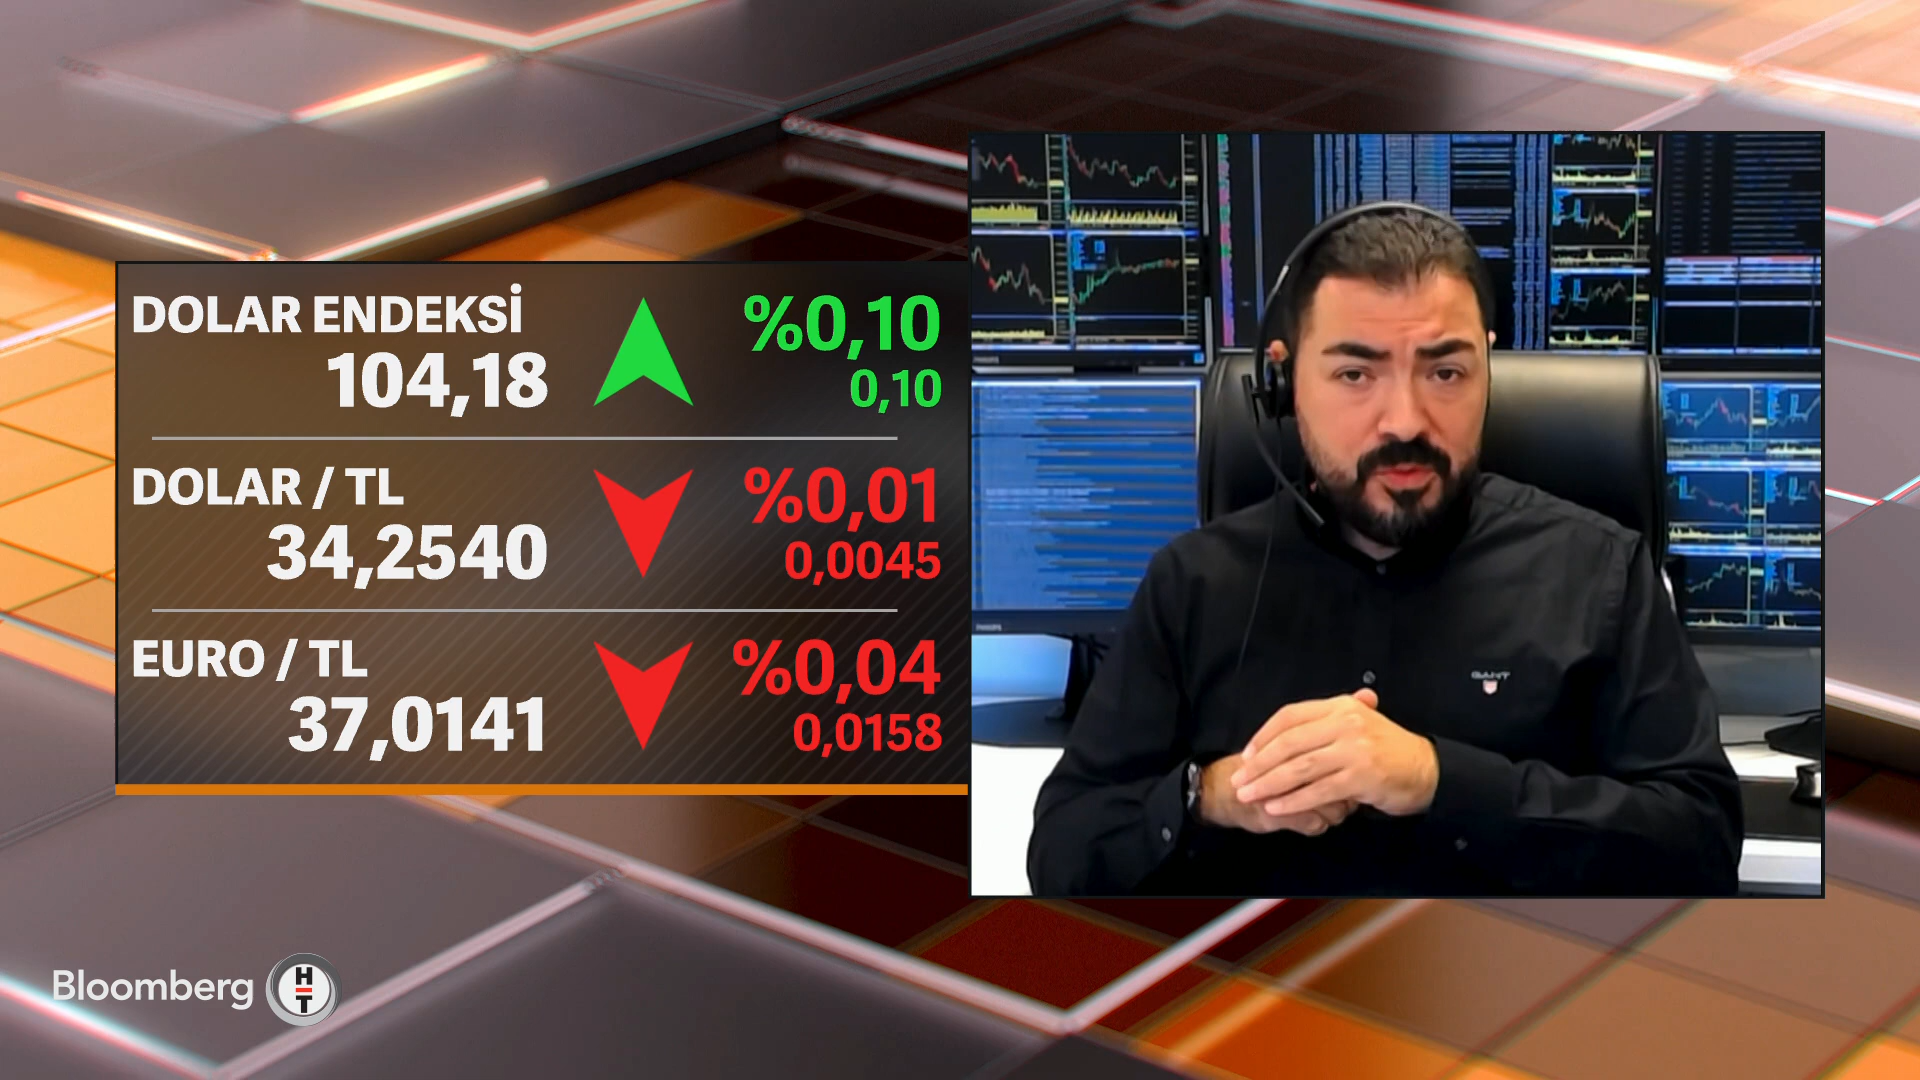 DOLAR ENDEKSİ
104,18
%0,10
0,10
DOLAR / TL
34,2540
%0,01
0,0045
EURO / TL
37,0141
%0,04
0,0158
GANT
Bloomberg HT